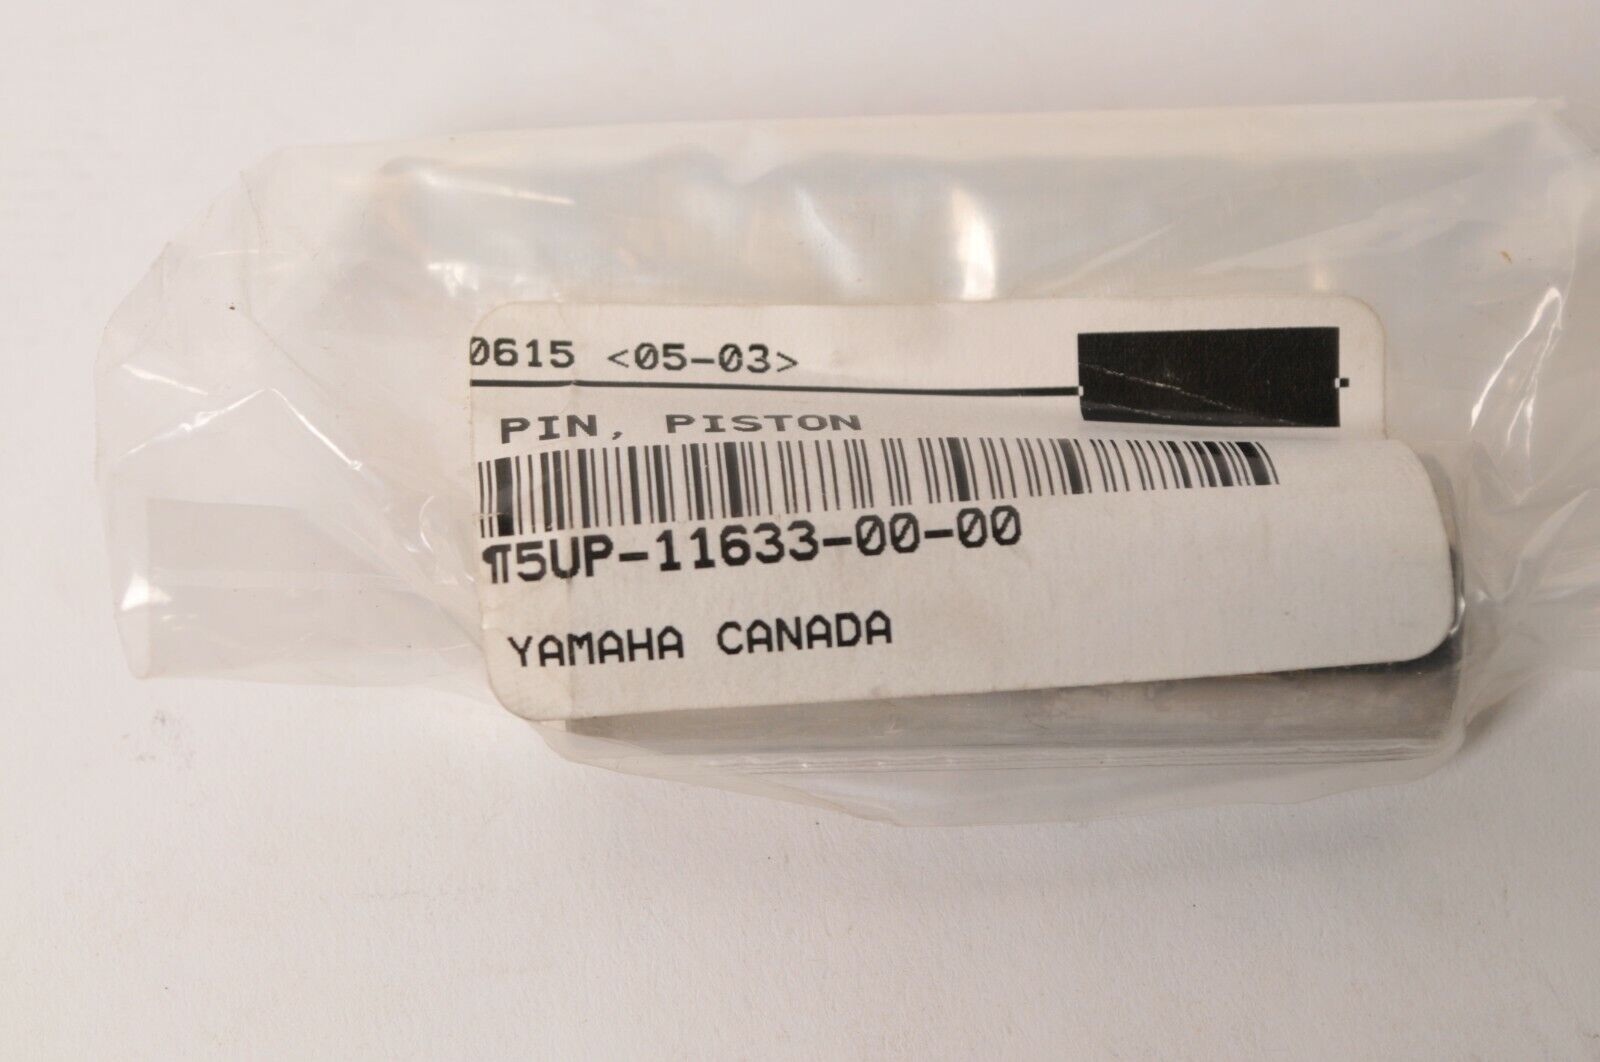 0615 <05-03>
PIN, PISTON
¶5UP-11633-00-00
YAMAHA CANADA